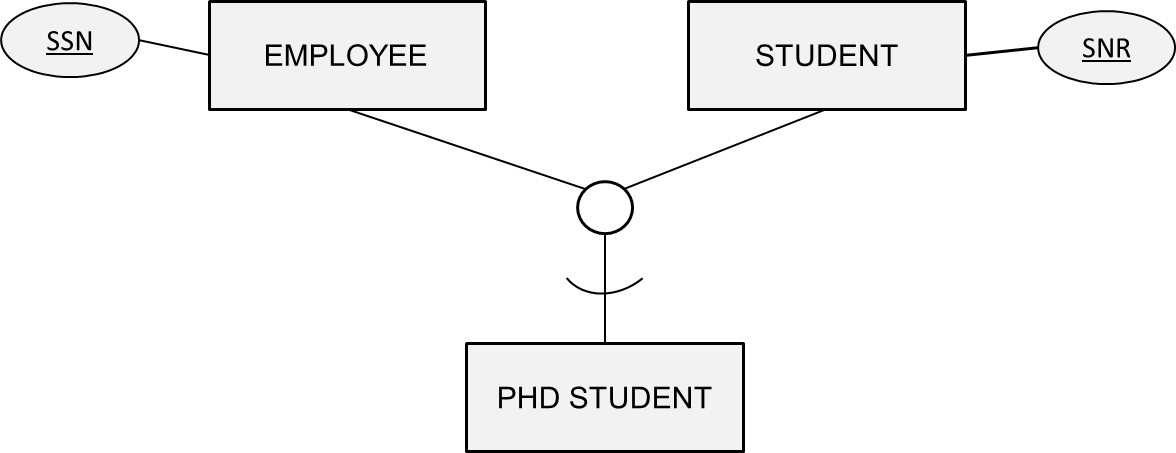 SSN
EMPLOYEE
STUDENT
SNR
PHD STUDENT